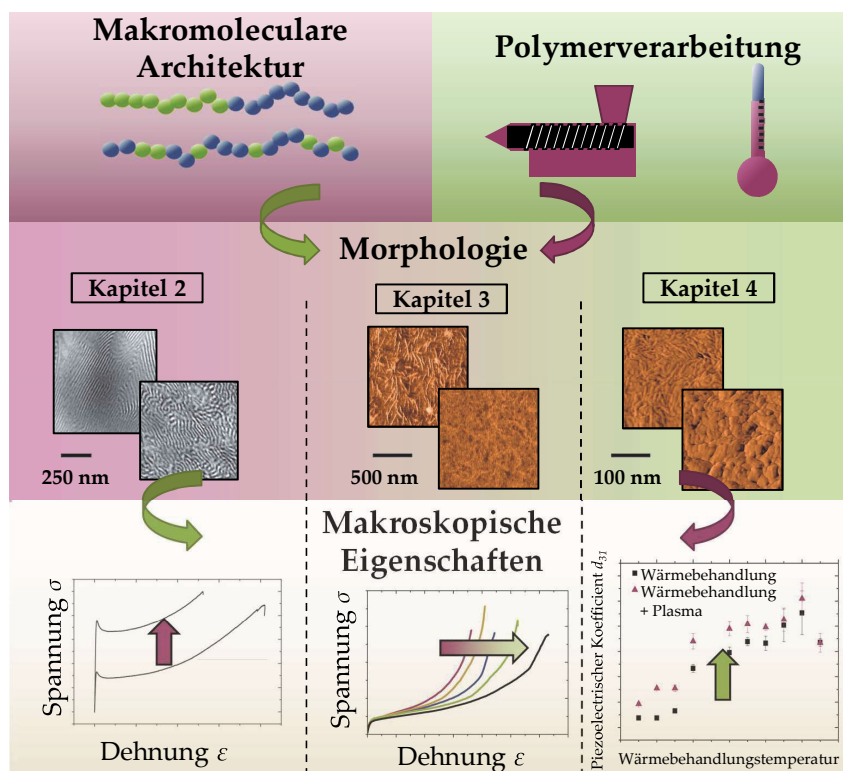 Makromoleculare
Architektur
Polymerverarbeitung
Morphologie
Kapitel 2
Kapitel 3
Kapitel 4
250 nm
500 nm
100 nm
Makroskopische
Eigenschaften
Spannung σ
Dehnung ε
Spannung σ
Dehnung ε
Piezoelectrischer Koefficient d31
Wärmebehandlung
Wärmebehandlung
+ Plasma
Wärmebehandlungstemperatur